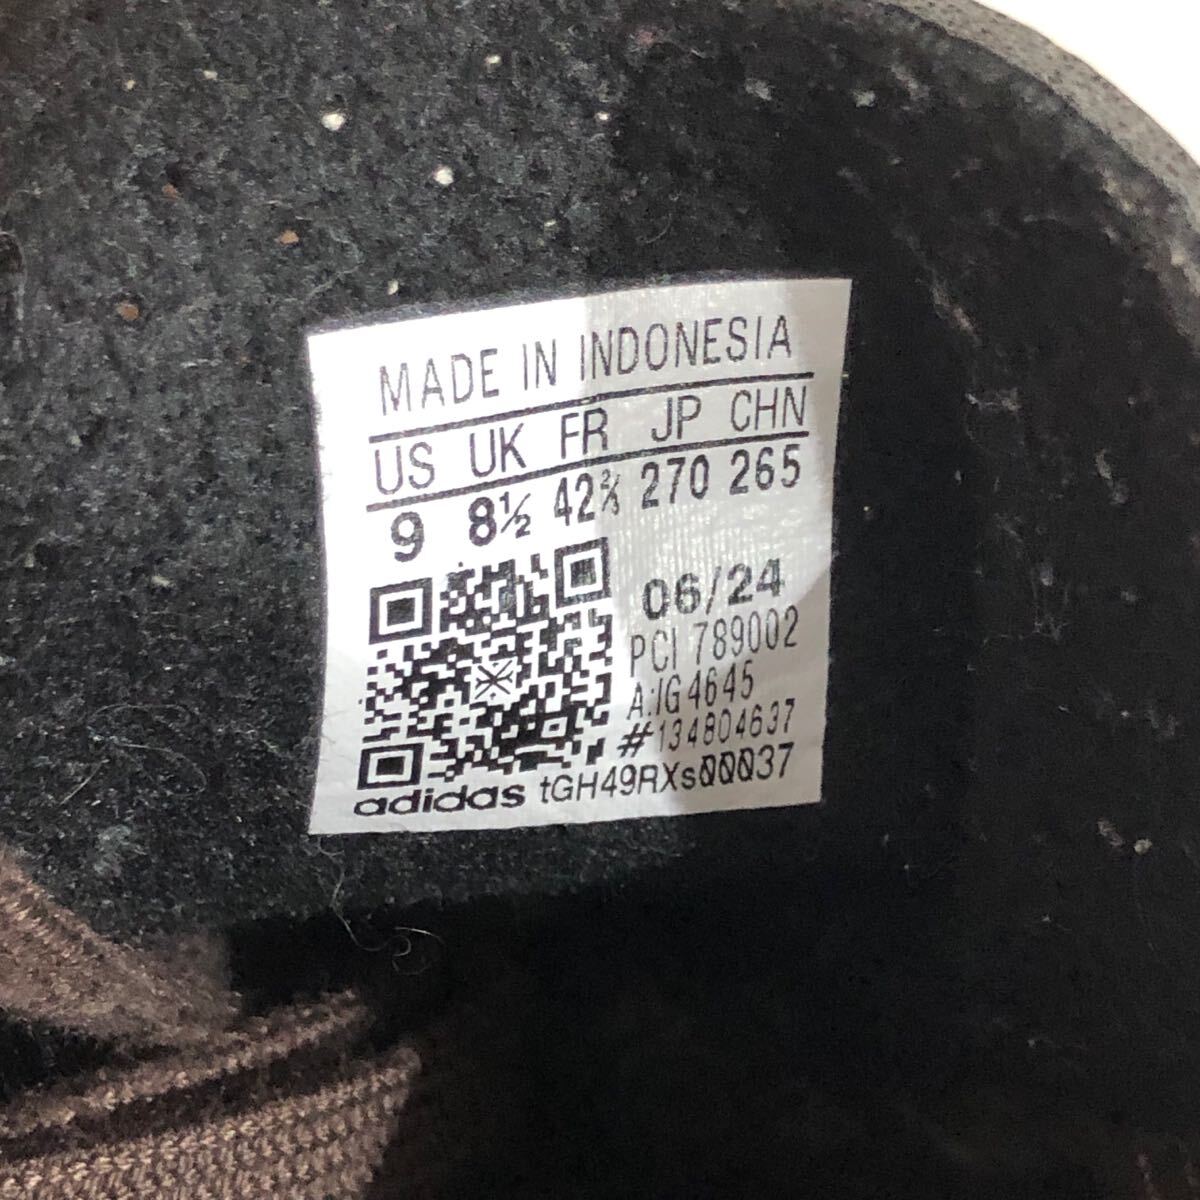 MADE IN INDONESIA
US UK FR JP CHN
9 8½ 42⅔ 270 265
06/24
PCI 789002
A:IG4645
#134804637
adidas tGH49RXs00037